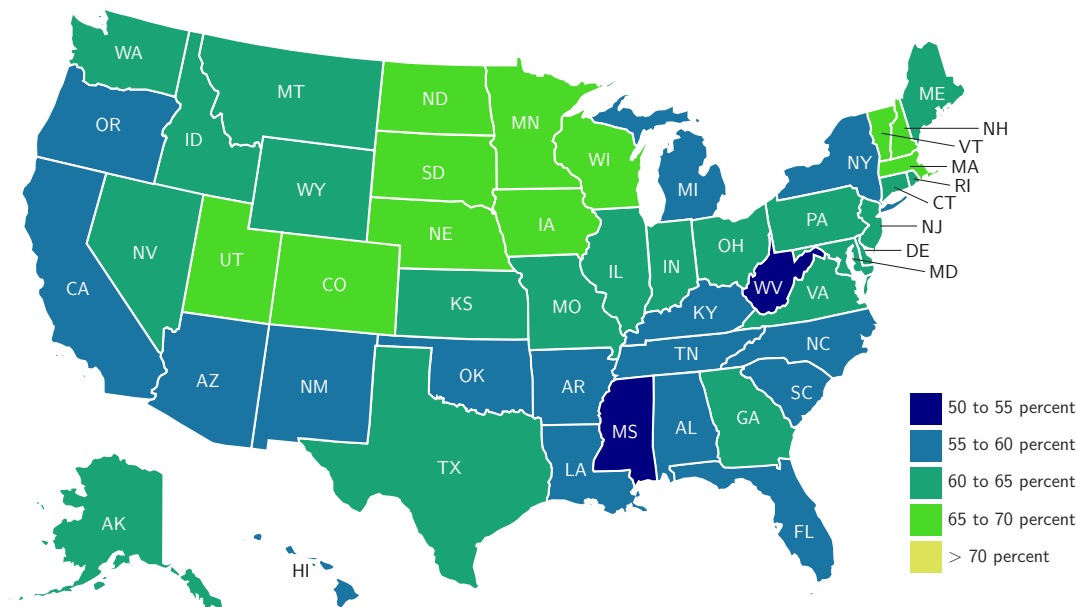 WA
MT
ND
MN
ME
OR
ID
NH
VT
WI
NY
MA
SD
RI
WY
MI
CT
PA
NJ
NE
IA
OH
NV
DE
UT
IL
IN
MD
CO
CA
WV
VA
KS
MO
KY
NC
TN
AZ
NM
OK
AR
SC
GA
MS
AL
TX
LA
AK
FL
HI
50 to 55 percent
55 to 60 percent
60 to 65 percent
65 to 70 percent
> 70 percent